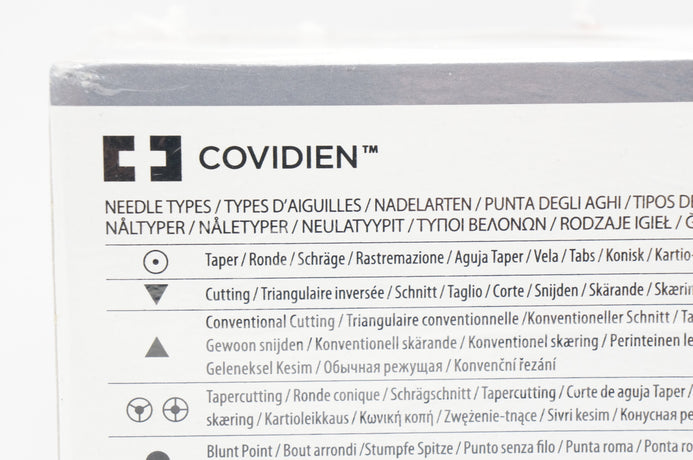 COVIDIEN™
NEEDLE TYPES / TYPES D'AIGUILLES / NADELARTEN / PUNTA DEGLI AGHI / TIPOS DE
NÅLTYPER / NÅLETYPER / NEULATYYPIT / ΤΥΠΟΙ ΒΕΛΟΝΩΝ / RODZAJE IGIEŁ /
Taper / Ronde / Schräge / Rastremazione / Aguja Taper / Vela / Tabs / Konisk / Kartio-
Cutting / Triangulaire inversée / Schnitt / Taglio / Corte / Snijden / Skärande / Skærin
Conventional Cutting / Triangulaire conventionnelle /Konventioneller Schnitt / Ta
Gewoon snijden / Konventionell skärande / Konventionel skæring / Perinteinen le
Geleneksel Kesim / Обычная режущая / Konvenční řezání
Tapercutting / Ronde conique / Schrägschnitt / Tapercutting / Corte de aguja Taper /
skæring / Kartioleikkaus / Κωνική κοπή / Zwężenie-tnące / Sivri kesim / Конусная ре
Blunt Point / Bout arrondi /Stumpfe Spitze / Punto senza filo / Punta roma / Ponta ro